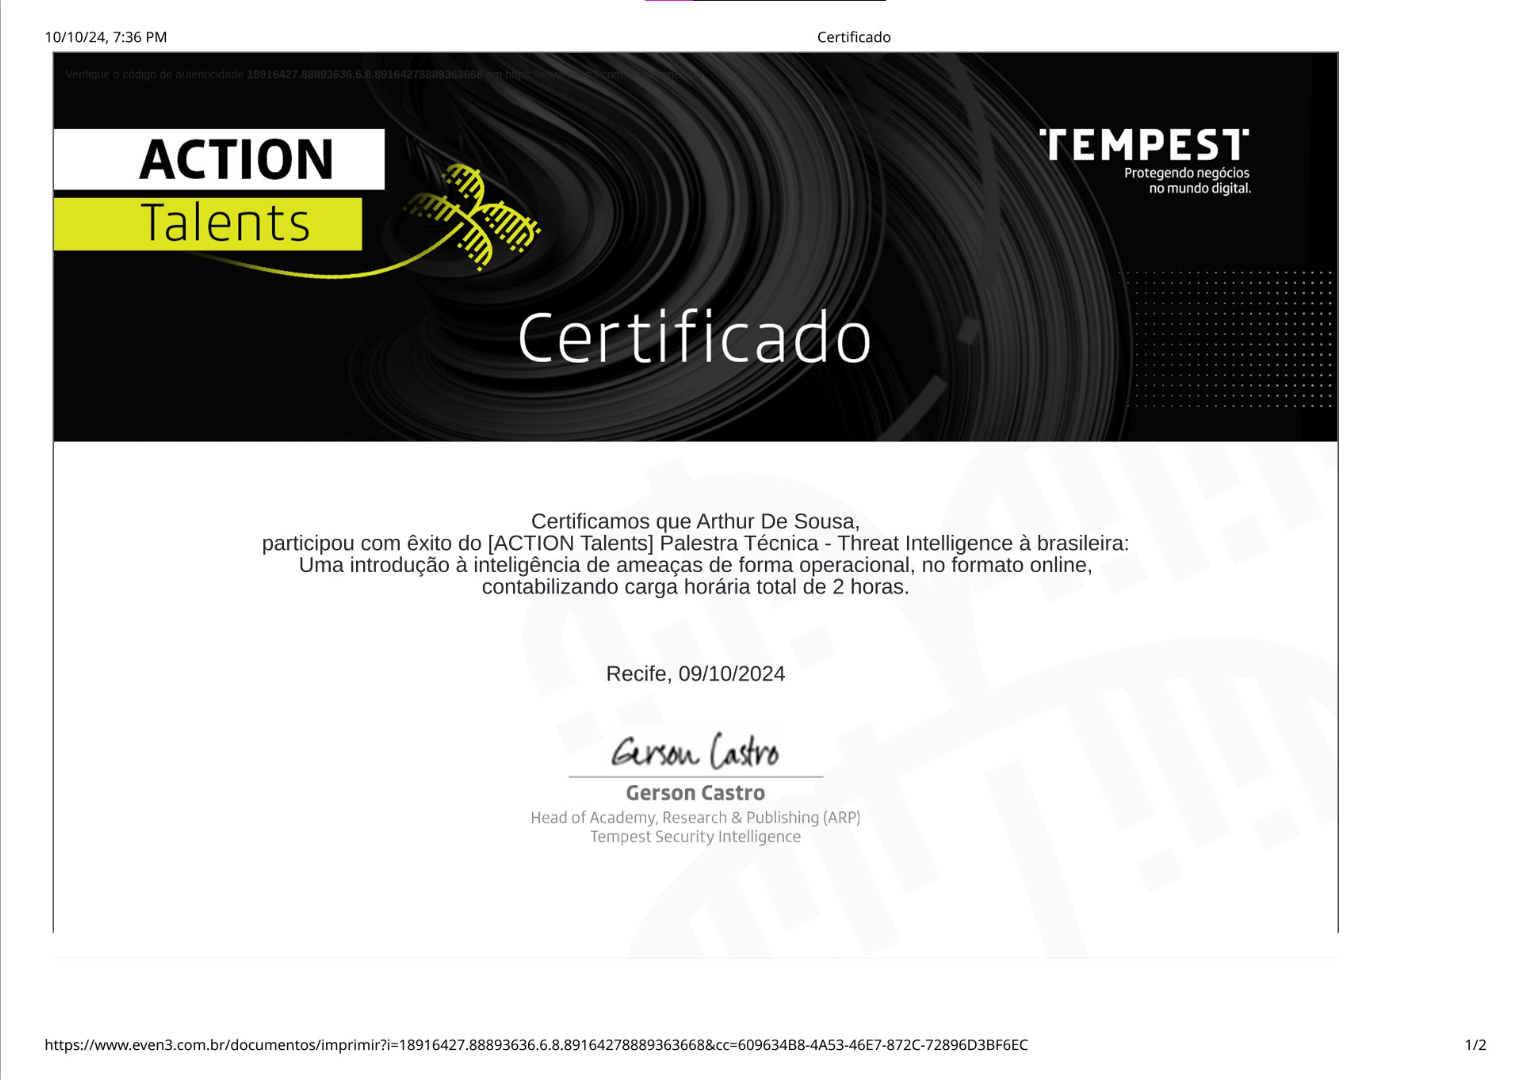 10/10/24, 7:36 PM
Certificado
Verifique o código de autenticidade 18916427.88893636.6.8.89164278889363668 em
ACTION
Talents
TEMPEST
Protegendo negócios
no mundo digital.
Certificado
Certificamos que Arthur De Sousa,
participou com êxito do [ACTION Talents] Palestra Técnica - Threat Intelligence à brasileira:
Uma introdução à inteligência de ameaças de forma operacional, no formato online,
contabilizando carga horária total de 2 horas.
Recife, 09/10/2024
Gerson Castro
Gerson Castro
Head of Academy, Research & Publishing (ARP)
Tempest Security Intelligence
https://www.even3.com.br/documentos/imprimir?i=18916427.88893636.6.8.89164278889363668&cc=609634B8-4A53-46E7-872C-72896D3BF6EC
1/2